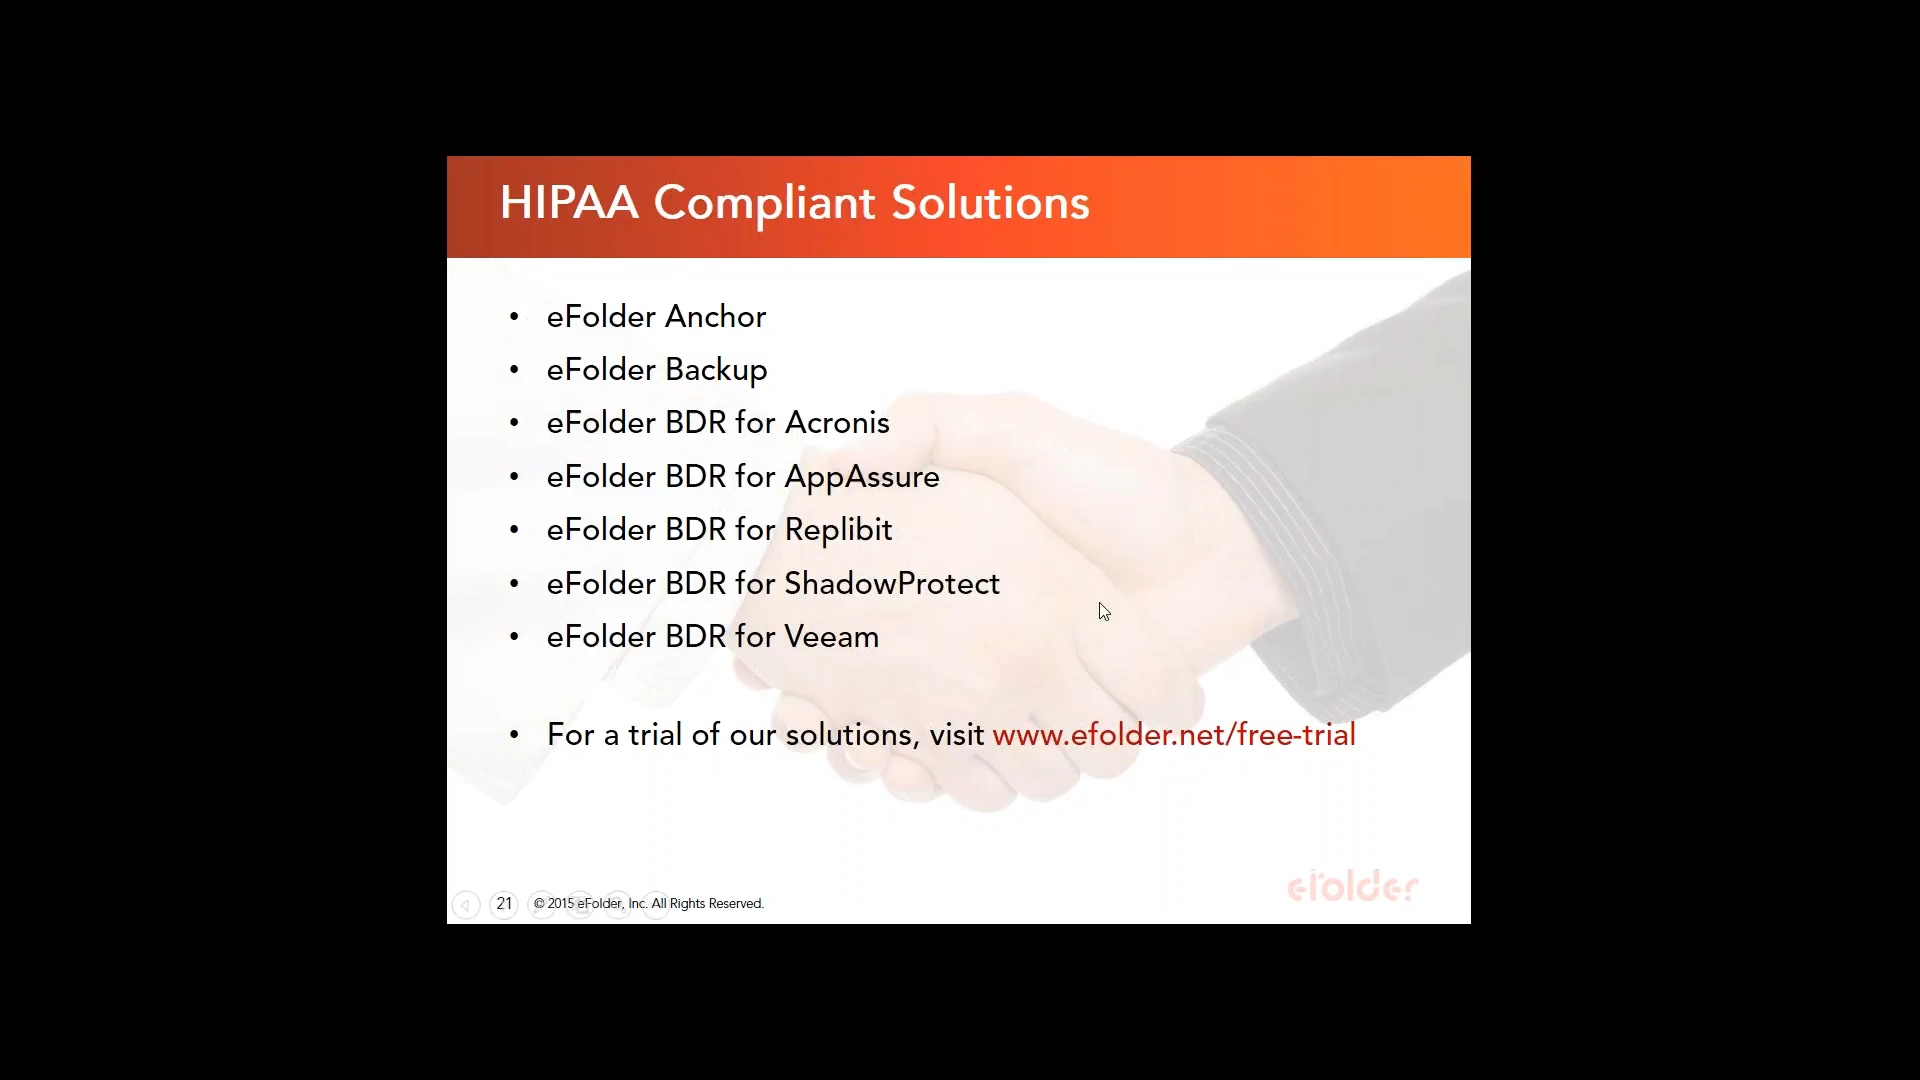 HIPAA Compliant Solutions
• eFolder Anchor
• eFolder Backup
• eFolder BDR for Acronis
• eFolder BDR for AppAssure
• eFolder BDR for Replibit
• eFolder BDR for ShadowProtect
• eFolder BDR for Veeam
• For a trial of our solutions, visit www.efolder.net/free-trial
efolder
21 © 2015 eFolder, Inc. All Rights Reserved.